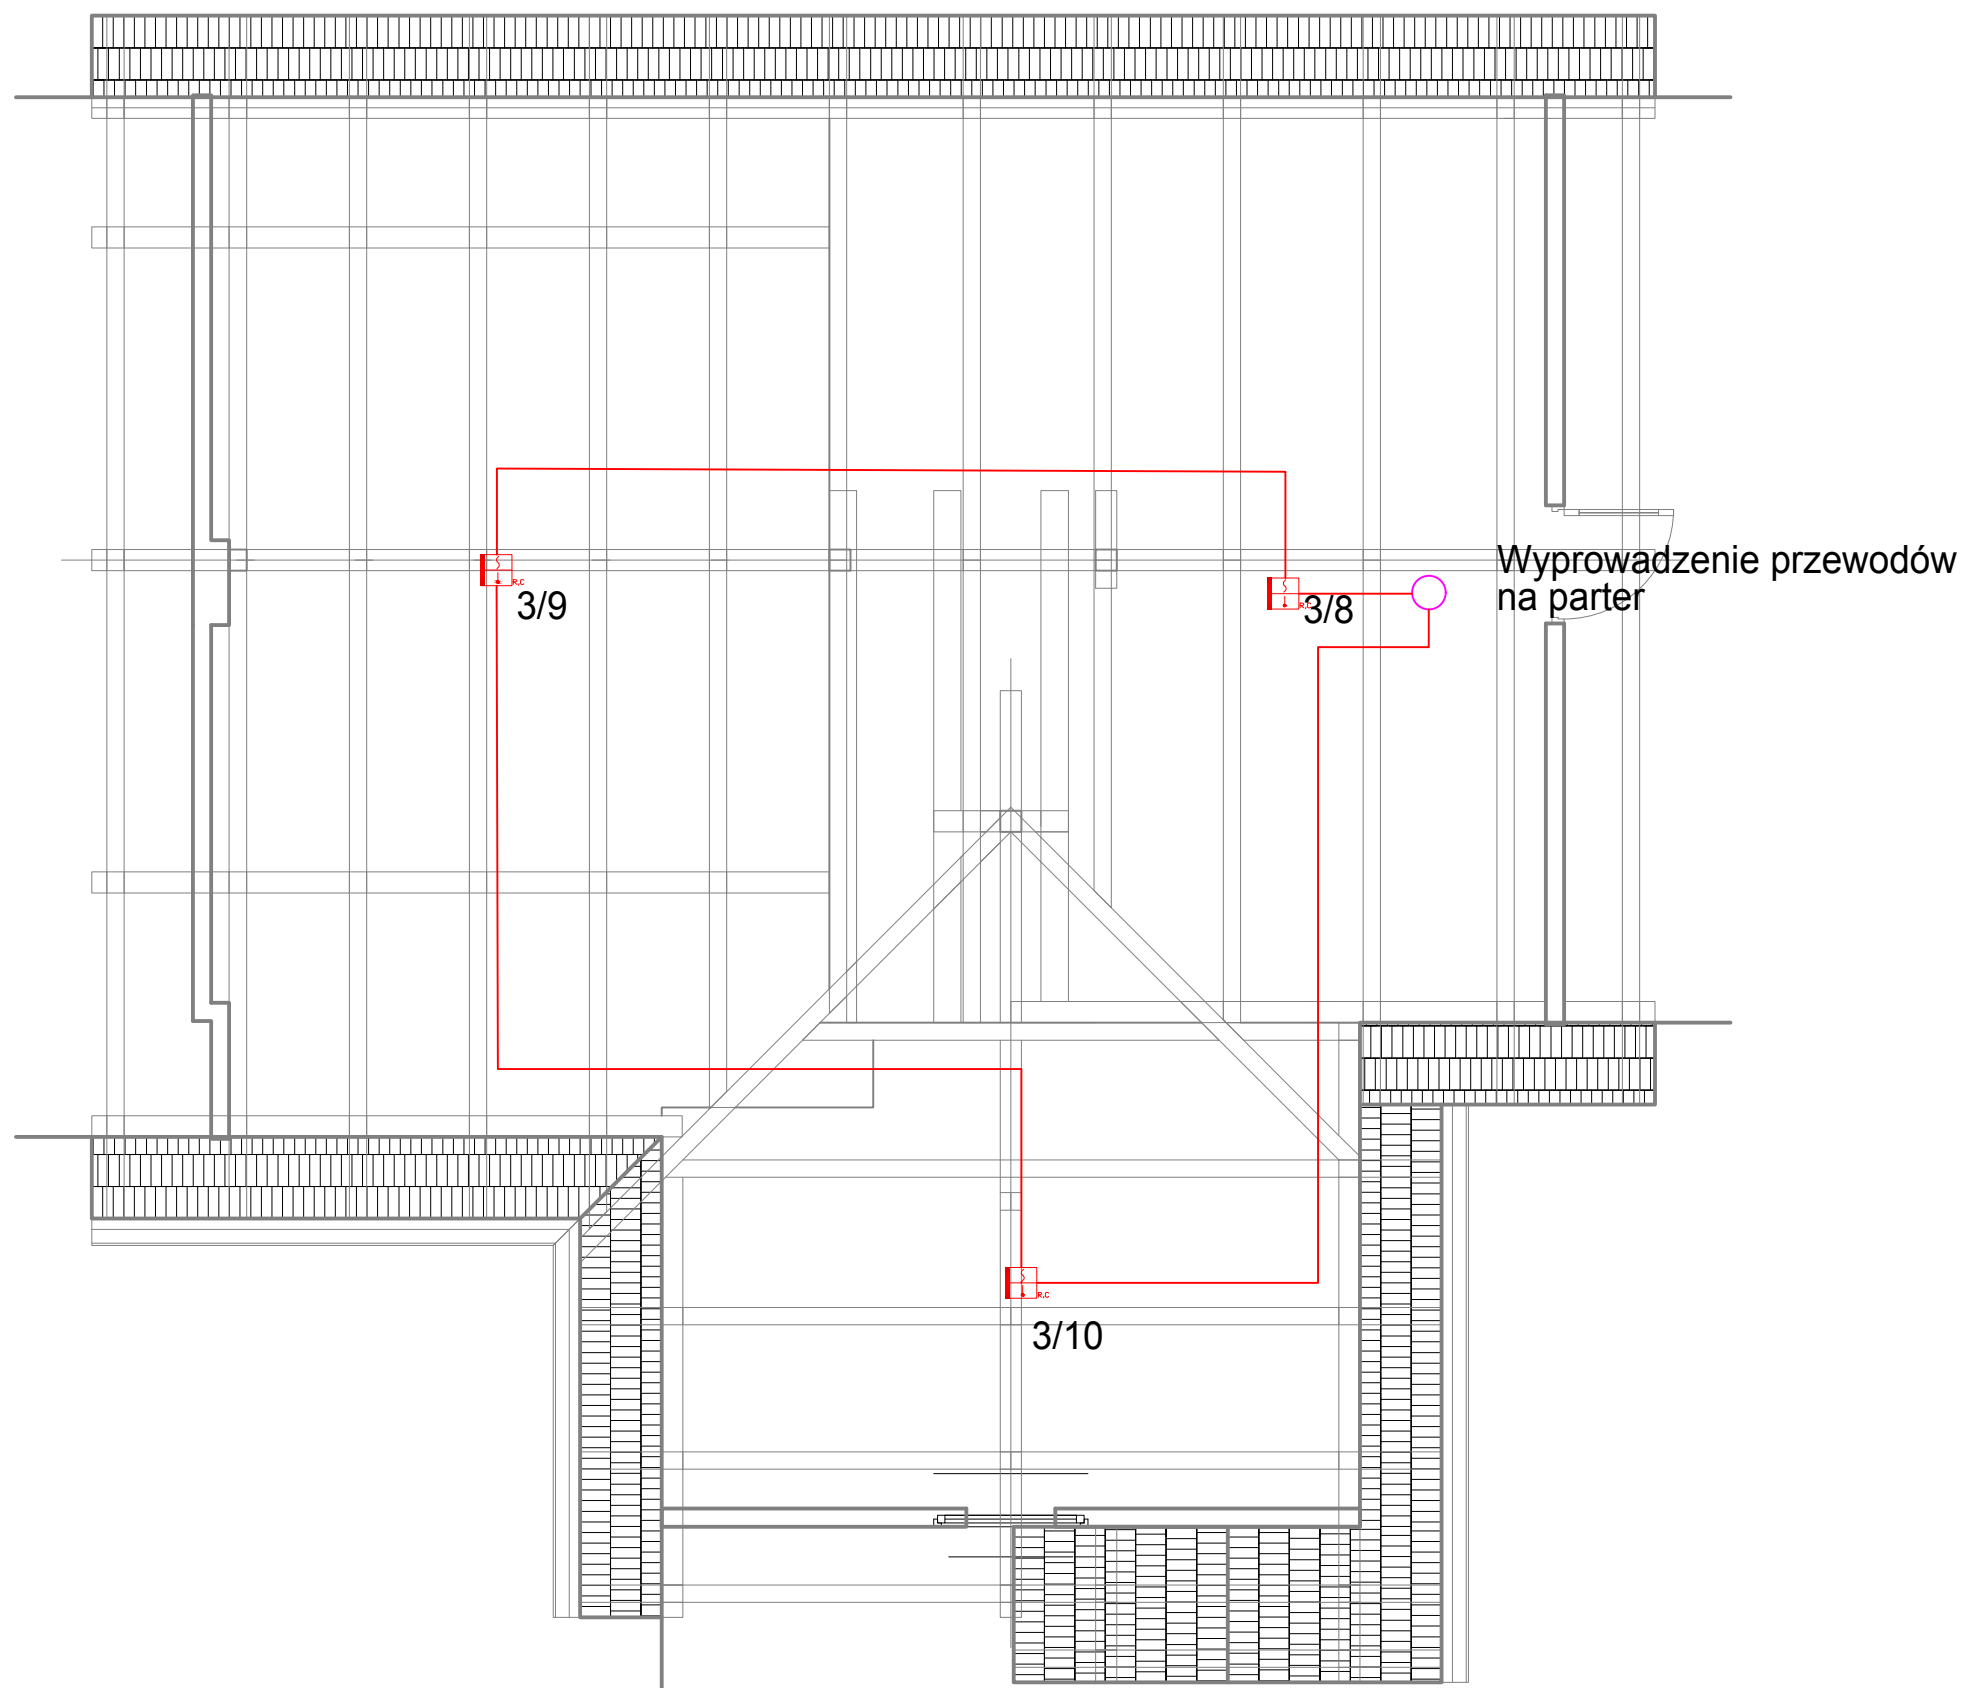 Wyprowadzenie przewodów
na parter
R,C
3/9
R,C
3/8
R,C
3/10